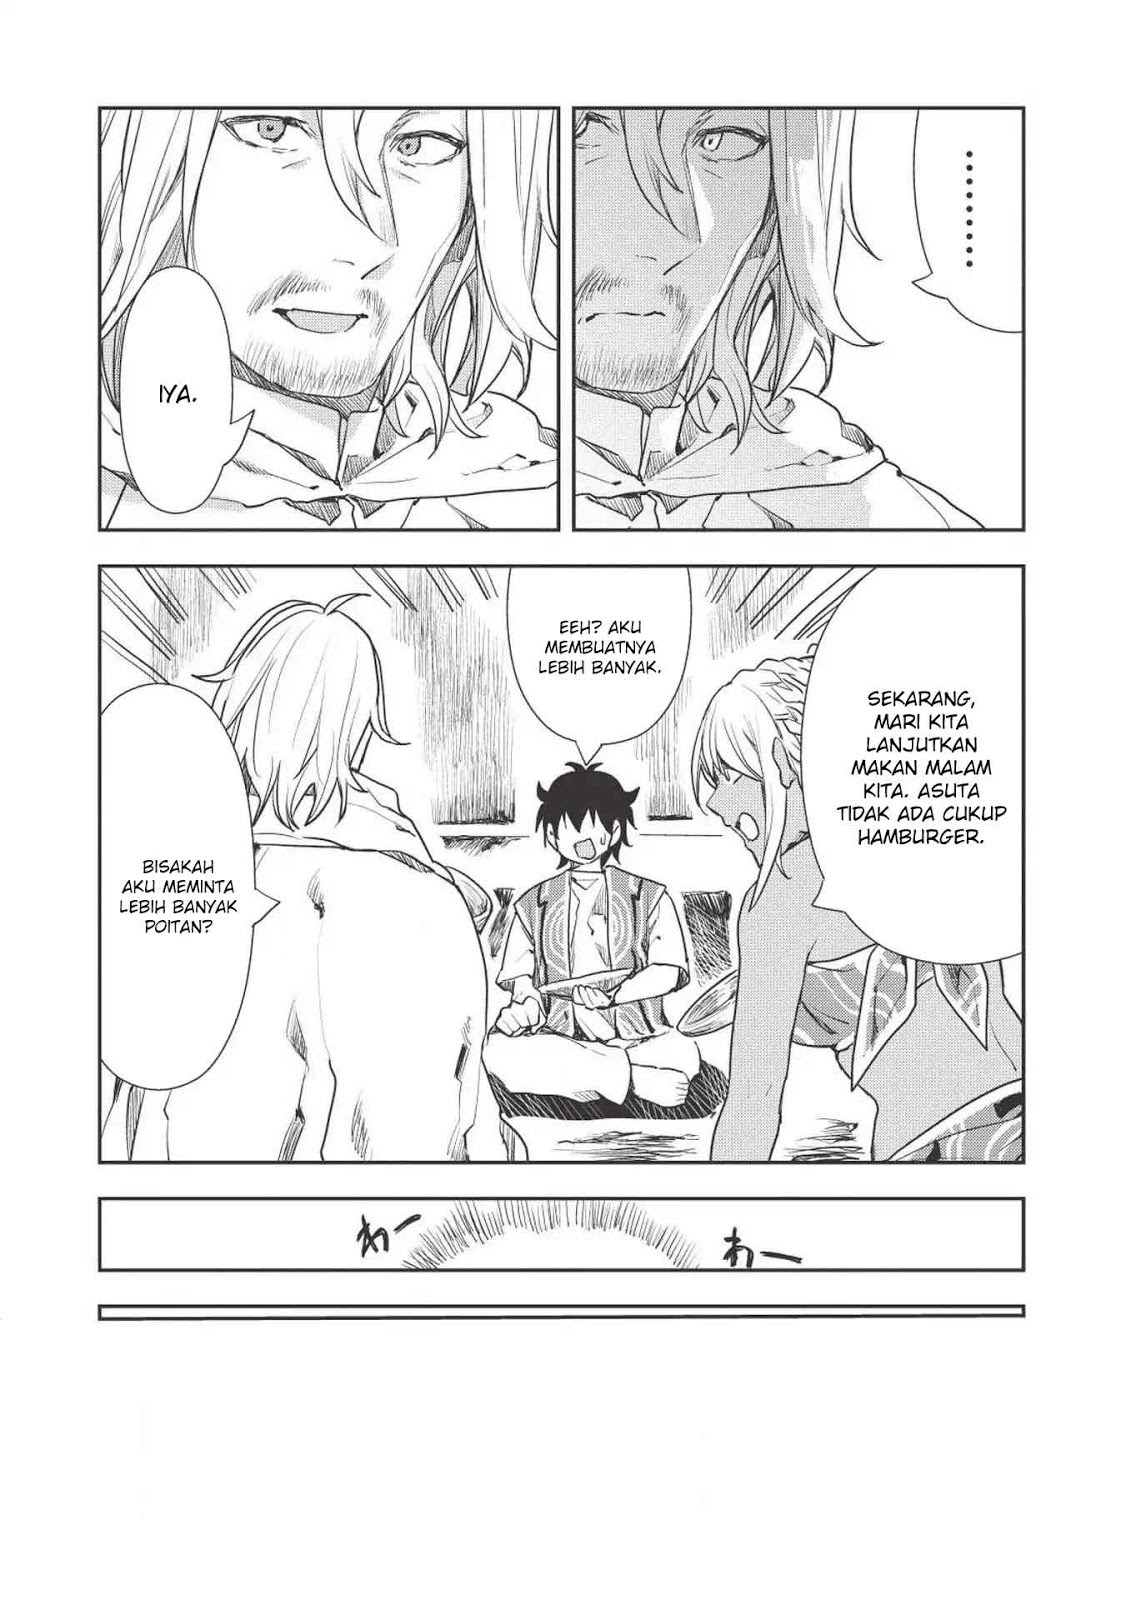 .........
IYA.
SEKARANG,
MARI KITA
LANJUTKAN
MAKAN MALAM
KITA. ASUTA
TIDAK ADA CUKUP
HAMBURGER.
EEH? AKU
MEMBUATNYA
LEBIH BANYAK.
BISAKAH
AKU MEMINTA
LEBIH BANYAK
POITAN?
わー
わー